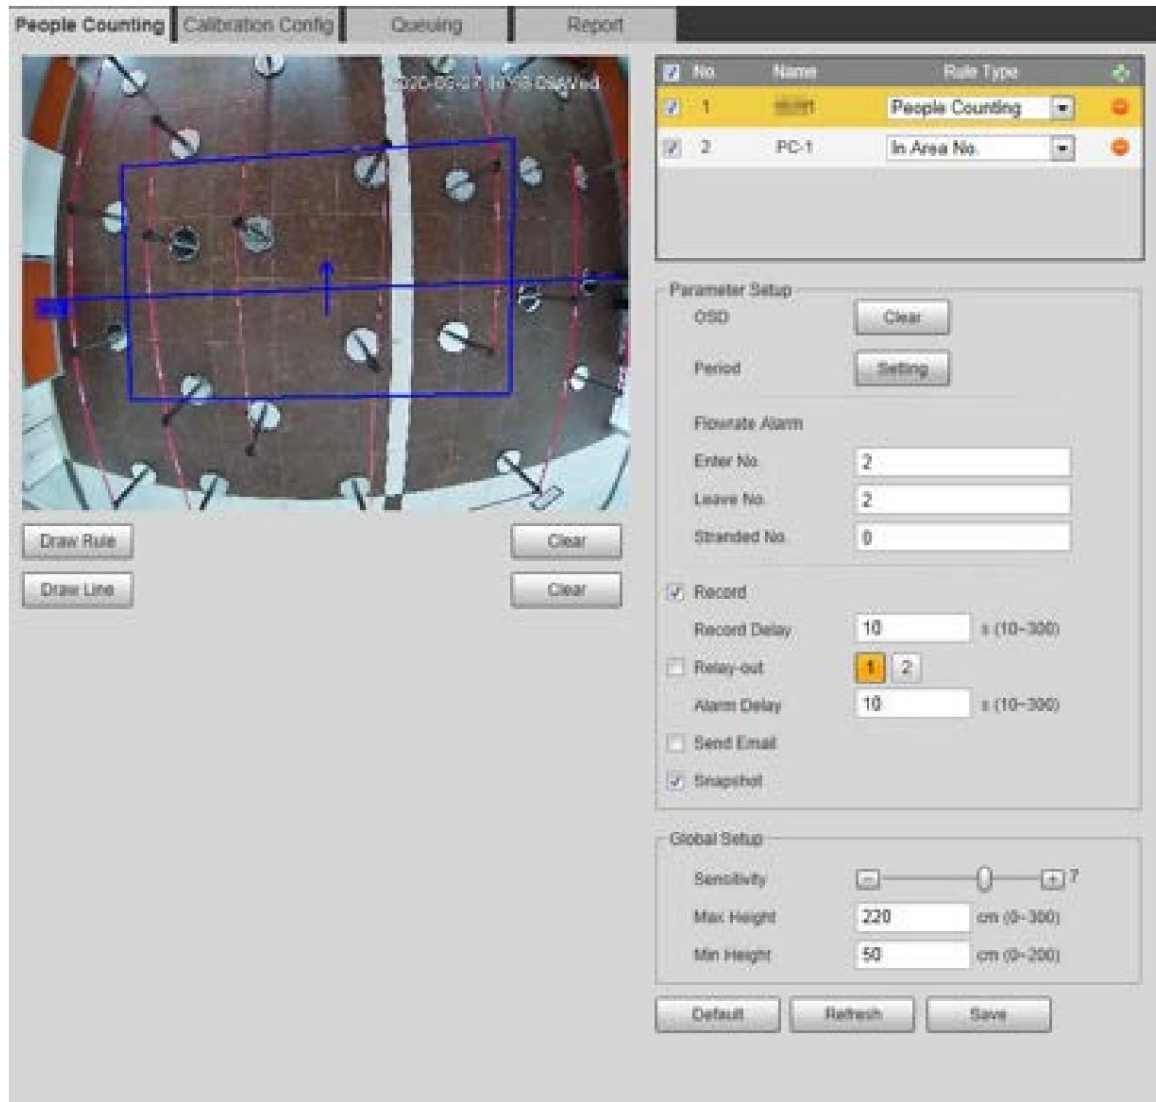 People Counting Calibration Config Queuing Report
No. Name Rule Type
1 People Counting
2 PC-1 In Area No.
Parameter Setup
OSD Clear
Period Setting
Flowrate Alarm
Enter No. 2
Leave No. 2
Stranded No. 0
Draw Rule Clear
Draw Line Clear
Record
Record Delay 10 s (10~300)
Relay-out 1 2
Alarm Delay 10 s (10~300)
Send Email
Snapshot
Global Setup
Sensitivity 7
Max Height 220 cm (0~300)
Min Height 50 cm (0~200)
Default Refresh Save